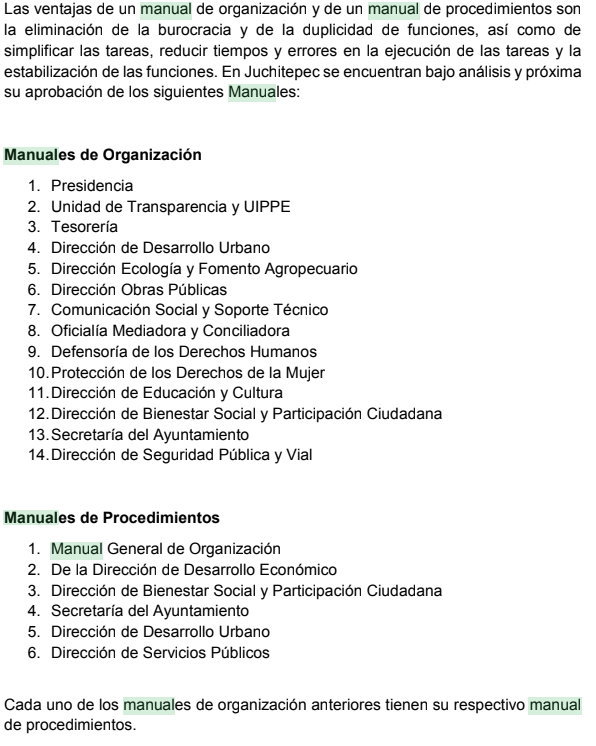 Las ventajas de un manual de organización y de un manual de procedimientos son
la eliminación de la burocracia y de la duplicidad de funciones, así como de
simplificar las tareas, reducir tiempos y errores en la ejecución de las tareas y la
estabilización de las funciones. En Juchitepec se encuentran bajo análisis y próxima
su aprobación de los siguientes Manuales:
Manuales de Organización
1. Presidencia
2. Unidad de Transparencia y UIPPE
3. Tesorería
4. Dirección de Desarrollo Urbano
5. Dirección Ecología y Fomento Agropecuario
6. Dirección Obras Públicas
7. Comunicación Social y Soporte Técnico
8. Oficialía Mediadora y Conciliadora
9. Defensoría de los Derechos Humanos
10. Protección de los Derechos de la Mujer
11. Dirección de Educación y Cultura
12. Dirección de Bienestar Social y Participación Ciudadana
13. Secretaría del Ayuntamiento
14. Dirección de Seguridad Pública y Vial
Manuales de Procedimientos
1. Manual General de Organización
2. De la Dirección de Desarrollo Económico
3. Dirección de Bienestar Social y Participación Ciudadana
4. Secretaría del Ayuntamiento
5. Dirección de Desarrollo Urbano
6. Dirección de Servicios Públicos
Cada uno de los manuales de organización anteriores tienen su respectivo manual
de procedimientos.